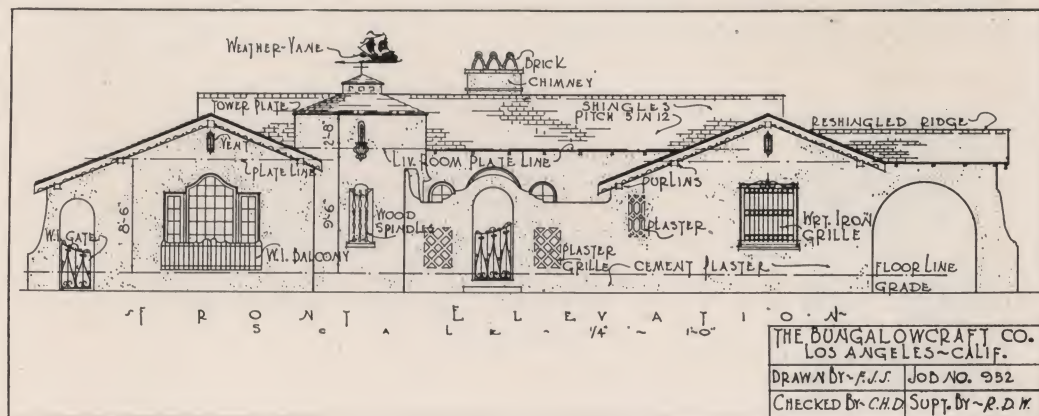 WEATHER-VANE
BRICK
CHIMNEY
TOWER PLATE
SHINGLES
PITCH 5 IN 12
RESHINGLED RIDGE
2'-8"
VENT
PLATE LINE
LIV. ROOM PLATE LINE
PURLINS
8'-6"
9'-6"
W.I. GATE
W.I. BALCONY
WOOD
SPINDLES
PLASTER
GRILLE
PLASTER
WRT. IRON
GRILLE
CEMENT PLASTER
FLOOR LINE
GRADE
FRONT ELEVATION
SCALE ~ 1/4" ~ 1'-0"
THE BUNGALOWCRAFT CO.
LOS ANGELES~CALIF.
DRAWN BY~F.J.S. JOB NO. 952
CHECKED BY~C.H.D SUPT. BY~R.D.W.